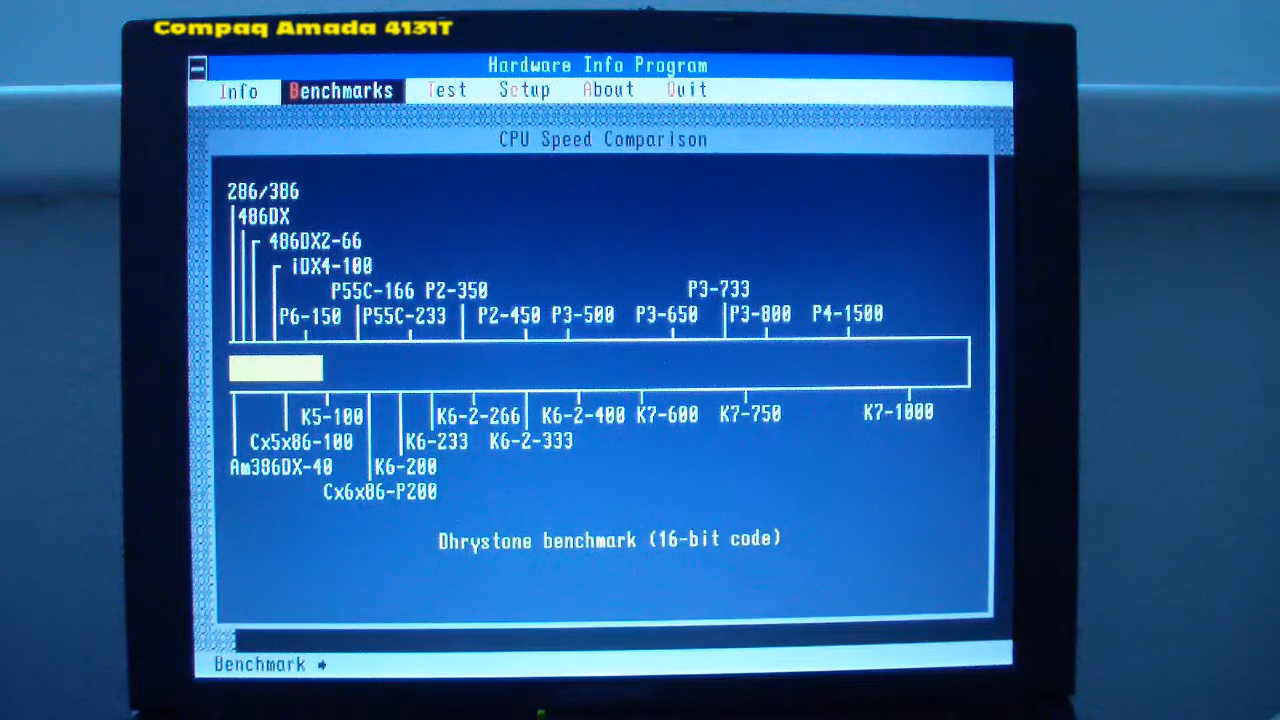 Compaq Amada 4131T
Hardware Info Program
Info Benchmarks Test Setup About Quit
CPU Speed Comparison
286/386
486DX
486DX2-66
iDX4-100
P55C-166 P2-350 P3-733
P6-150 P55C-233 P2-450 P3-500 P3-650 P3-800 P4-1500
K5-100 K6-2-266 K6-2-400 K7-600 K7-750 K7-1000
Cx5x86-100 K6-233 K6-2-333
Am386DX-40 K6-200
Cx6x86-P200
Dhrystone benchmark (16-bit code)
Benchmark